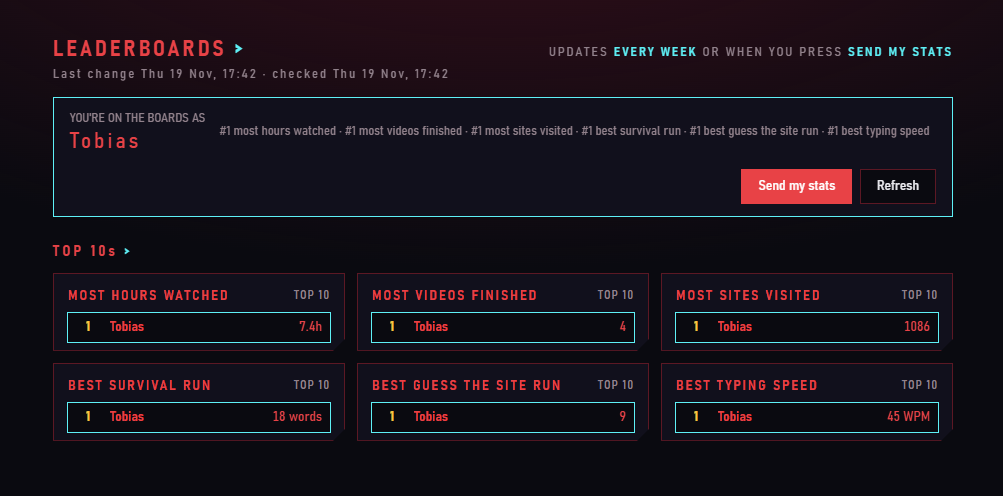 LEADERBOARDS >
UPDATES EVERY WEEK OR WHEN YOU PRESS SEND MY STATS
Last change Thu 19 Nov, 17:42 · checked Thu 19 Nov, 17:42
YOU'RE ON THE BOARDS AS
Tobias
#1 most hours watched · #1 most videos finished · #1 most sites visited · #1 best survival run · #1 best guess the site run · #1 best typing speed
Send my stats
Refresh
TOP 10s >
MOST HOURS WATCHED TOP 10
1 Tobias 7.4h
MOST VIDEOS FINISHED TOP 10
1 Tobias 4
MOST SITES VISITED TOP 10
1 Tobias 1086
BEST SURVIVAL RUN TOP 10
1 Tobias 18 words
BEST GUESS THE SITE RUN TOP 10
1 Tobias 9
BEST TYPING SPEED TOP 10
1 Tobias 45 WPM